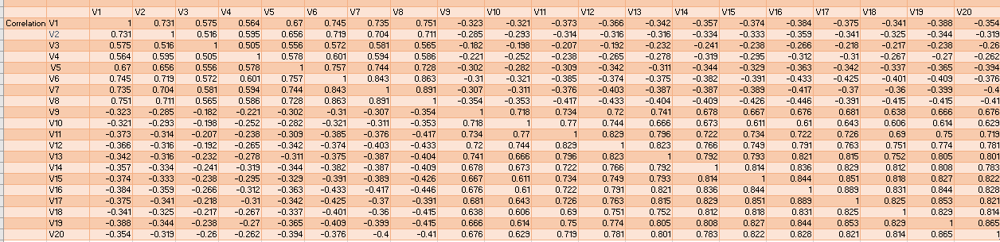 V1 V2 V3 V4 V5 V6 V7 V8 V9 V10 V11 V12 V13 V14 V15 V16 V17 V18 V19 V20
Correlation V1 1 0.731 0.575 0.564 0.67 0.745 0.735 0.751 -0.323 -0.321 -0.373 -0.366 -0.342 -0.357 -0.374 -0.384 -0.375 -0.341 -0.388 -0.354
V2 0.731 1 0.516 0.595 0.656 0.719 0.704 0.711 -0.285 -0.293 -0.314 -0.316 -0.316 -0.334 -0.333 -0.359 -0.341 -0.325 -0.344 -0.319
V3 0.575 0.516 1 0.505 0.556 0.572 0.581 0.565 -0.182 -0.198 -0.207 -0.192 -0.232 -0.241 -0.238 -0.266 -0.218 -0.217 -0.238 -0.26
V4 0.564 0.595 0.505 1 0.578 0.601 0.594 0.586 -0.221 -0.252 -0.238 -0.265 -0.278 -0.319 -0.295 -0.312 -0.31 -0.267 -0.27 -0.262
V5 0.67 0.656 0.556 0.578 1 0.757 0.744 0.728 -0.302 -0.282 -0.309 -0.342 -0.311 -0.344 -0.329 -0.363 -0.342 -0.337 -0.365 -0.394
V6 0.745 0.719 0.572 0.601 0.757 1 0.843 0.863 -0.31 -0.321 -0.385 -0.374 -0.375 -0.382 -0.391 -0.433 -0.425 -0.401 -0.409 -0.376
V7 0.735 0.704 0.581 0.594 0.744 0.843 1 0.891 -0.307 -0.311 -0.376 -0.403 -0.387 -0.387 -0.389 -0.417 -0.37 -0.36 -0.399 -0.4
V8 0.751 0.711 0.565 0.586 0.728 0.863 0.891 1 -0.354 -0.353 -0.417 -0.433 -0.404 -0.409 -0.426 -0.446 -0.391 -0.415 -0.415 -0.41
V9 -0.323 -0.285 -0.182 -0.221 -0.302 -0.31 -0.307 -0.354 1 0.718 0.734 0.72 0.741 0.678 0.667 0.676 0.681 0.638 0.666 0.676
V10 -0.321 -0.293 -0.198 -0.252 -0.282 -0.321 -0.311 -0.353 0.718 1 0.77 0.744 0.666 0.673 0.611 0.61 0.643 0.606 0.614 0.629
V11 -0.373 -0.314 -0.207 -0.238 -0.309 -0.385 -0.376 -0.417 0.734 0.77 1 0.829 0.796 0.722 0.734 0.722 0.726 0.69 0.75 0.719
V12 -0.366 -0.316 -0.192 -0.265 -0.342 -0.374 -0.403 -0.433 0.72 0.744 0.829 1 0.823 0.766 0.749 0.791 0.763 0.751 0.774 0.781
V13 -0.342 -0.316 -0.232 -0.278 -0.311 -0.375 -0.387 -0.404 0.741 0.666 0.796 0.823 1 0.792 0.793 0.821 0.815 0.752 0.805 0.801
V14 -0.357 -0.334 -0.241 -0.319 -0.344 -0.382 -0.387 -0.409 0.678 0.673 0.722 0.766 0.792 1 0.814 0.836 0.829 0.812 0.808 0.783
V15 -0.374 -0.333 -0.238 -0.295 -0.329 -0.391 -0.389 -0.426 0.667 0.611 0.734 0.749 0.793 0.814 1 0.844 0.851 0.818 0.827 0.822
V16 -0.384 -0.359 -0.266 -0.312 -0.363 -0.433 -0.417 -0.446 0.676 0.61 0.722 0.791 0.821 0.836 0.844 1 0.889 0.831 0.844 0.828
V17 -0.375 -0.341 -0.218 -0.31 -0.342 -0.425 -0.37 -0.391 0.681 0.643 0.726 0.763 0.815 0.829 0.851 0.889 1 0.825 0.853 0.821
V18 -0.341 -0.325 -0.217 -0.267 -0.337 -0.401 -0.36 -0.415 0.638 0.606 0.69 0.751 0.752 0.812 0.818 0.831 0.825 1 0.829 0.814
V19 -0.388 -0.344 -0.238 -0.27 -0.365 -0.409 -0.399 -0.415 0.666 0.614 0.75 0.774 0.805 0.808 0.827 0.844 0.853 0.829 1 0.865
V20 -0.354 -0.319 -0.26 -0.262 -0.394 -0.376 -0.4 -0.41 0.676 0.629 0.719 0.781 0.801 0.783 0.822 0.828 0.821 0.814 0.865 1